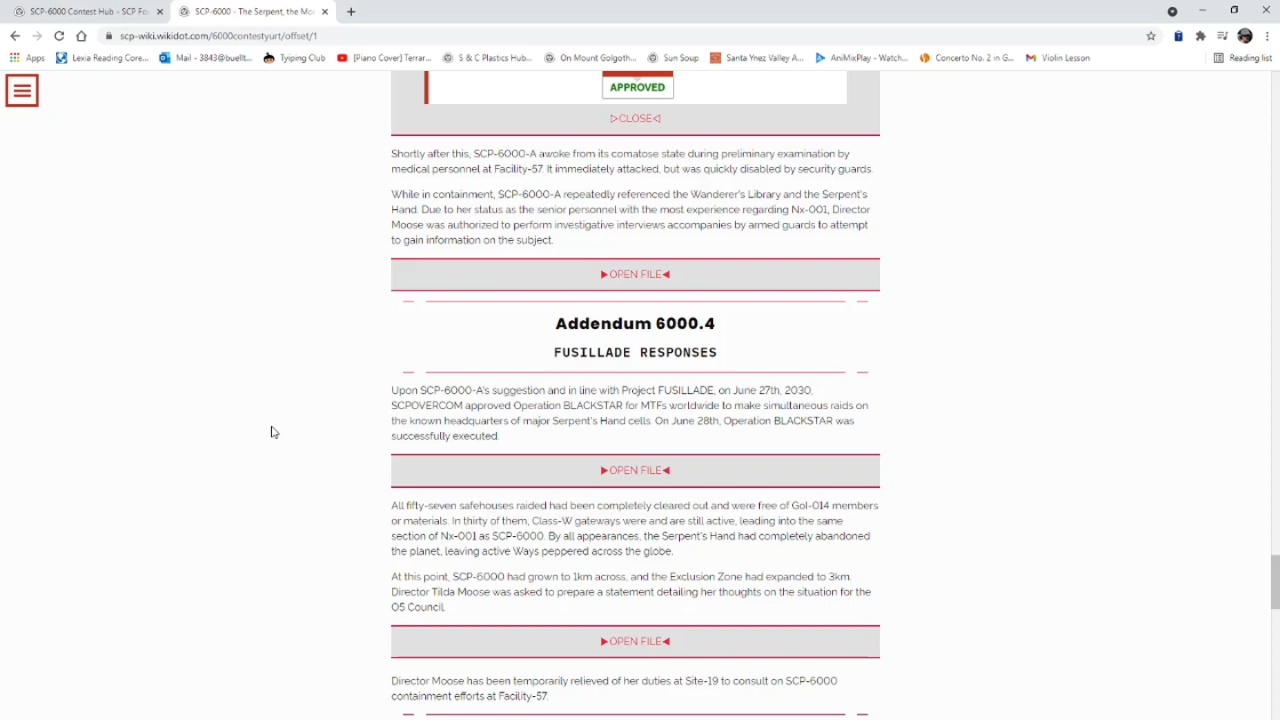 SCP-6000 Contest Hub - SCP Fo
SCP-6000 - The Serpent, the Mo
scp-wiki.wikidot.com/6000contestyurt/offset/1
Apps
Lexia Reading Core...
Mail - 3843@buellt...
Tyiping Club
[Piano Cover] Terrar...
S & C Plastics Hub...
On Mount Golgoth...
Sun Soup
Santa Ynez Valley A...
AniMixPlay - Watch...
Concerto No. 2 in G...
Violin Lesson
Reading list
APPROVED
▷CLOSE◁
Shortly after this, SCP-6000-A awoke from its comatose state during preliminary examination by
medical personnel at Facility-57. It immediately attacked, but was quickly disabled by security guards.
While in containment, SCP-6000-A repeatedly referenced the Wanderer's Library and the Serpent's
Hand. Due to her status as the senior personnel with the most experience regarding Nx-001, Director
Moose was authorized to perform investigative interviews accompanies by armed guards to attempt
to gain information on the subject.
▶OPEN FILE◀
Addendum 6000.4
FUSILLADE RESPONSES
Upon SCP-6000-A's suggestion and in line with Project FUSILLADE, on June 27th, 2030,
SCPOVERCOM approved Operation BLACKSTAR for MTFs worldwide to make simultaneous raids on
the known headquarters of major Serpent's Hand cells. On June 28th, Operation BLACKSTAR was
successfully executed.
▶OPEN FILE◀
All fifty-seven safehouses raided had been completely cleared out and were free of GoI-014 members
or materials. In thirty of them, Class-W gateways were and are still active, leading into the same
section of Nx-001 as SCP-6000. By all appearances, the Serpent's Hand had completely abandoned
the planet, leaving active Ways peppered across the globe.
At this point, SCP-6000 had grown to 1km across, and the Exclusion Zone had expanded to 3km.
Director Tilda Moose was asked to prepare a statement detailing her thoughts on the situation for the
O5 Council.
▶OPEN FILE◀
Director Moose has been temporarily relieved of her duties at Site-19 to consult on SCP-6000
containment efforts at Facility-57.